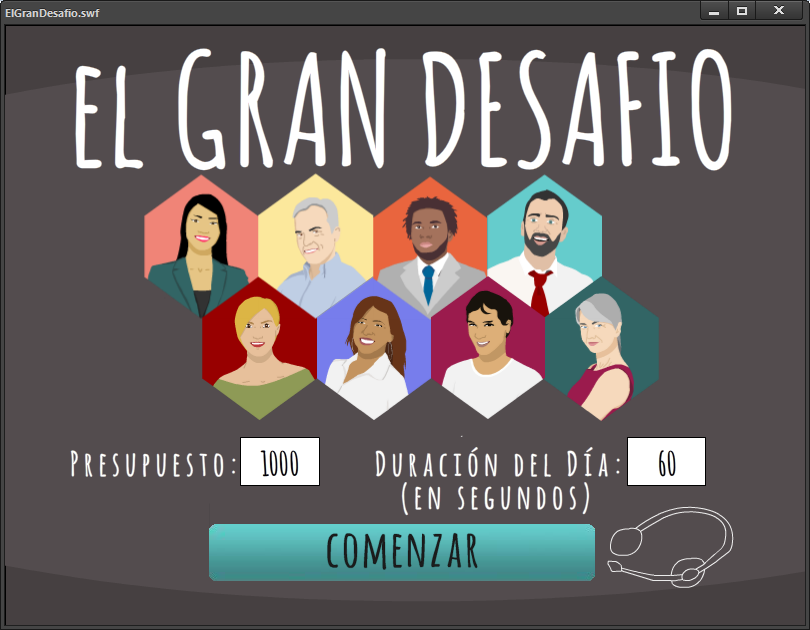 ElGranDesafio.swf
EL GRAN DESAFIO
PRESUPUESTO: 1000
DURACIÓN DEL DÍA: 60
(EN SEGUNDOS)
COMENZAR